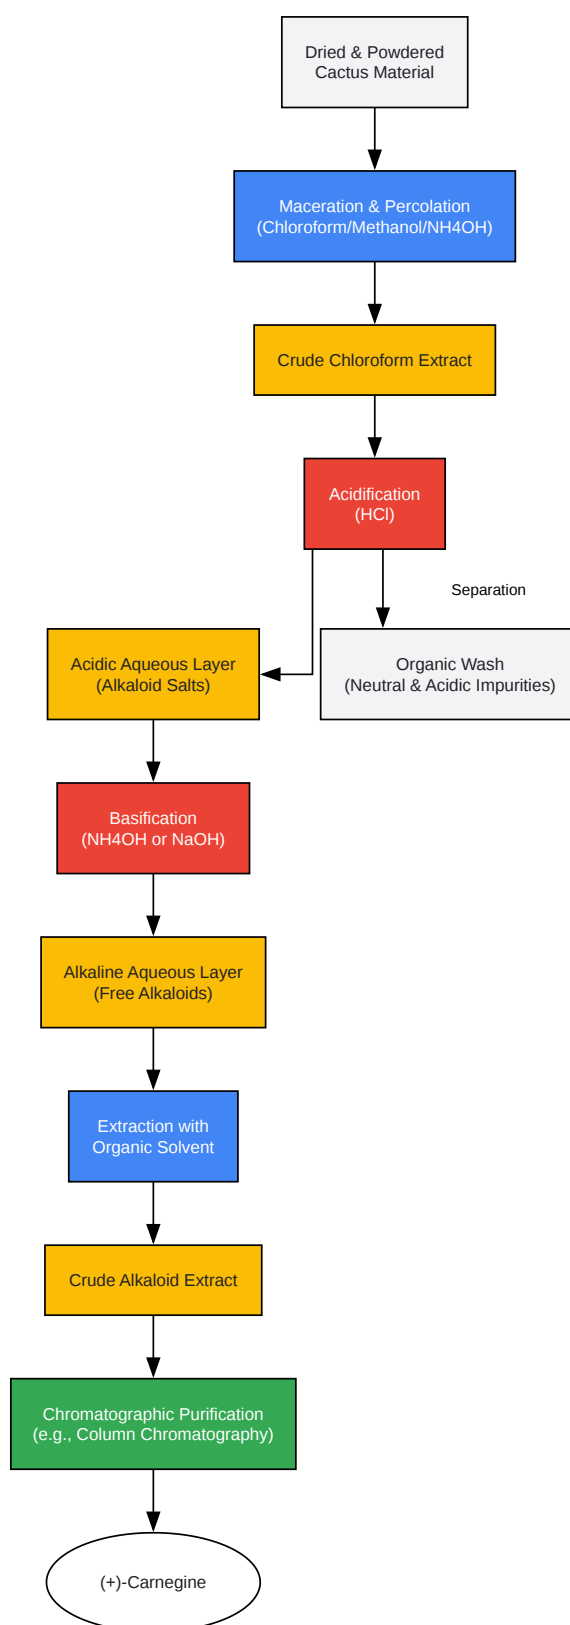 Dried & Powdered
Cactus Material
Maceration & Percolation
(Chloroform/Methanol/NH4OH)
Crude Chloroform Extract
Acidification
(HCl)
Separation
Acidic Aqueous Layer
(Alkaloid Salts)
Organic Wash
(Neutral & Acidic Impurities)
Basification
(NH4OH or NaOH)
Alkaline Aqueous Layer
(Free Alkaloids)
Extraction with
Organic Solvent
Crude Alkaloid Extract
Chromatographic Purification
(e.g., Column Chromatography)
(+)-Carnegine